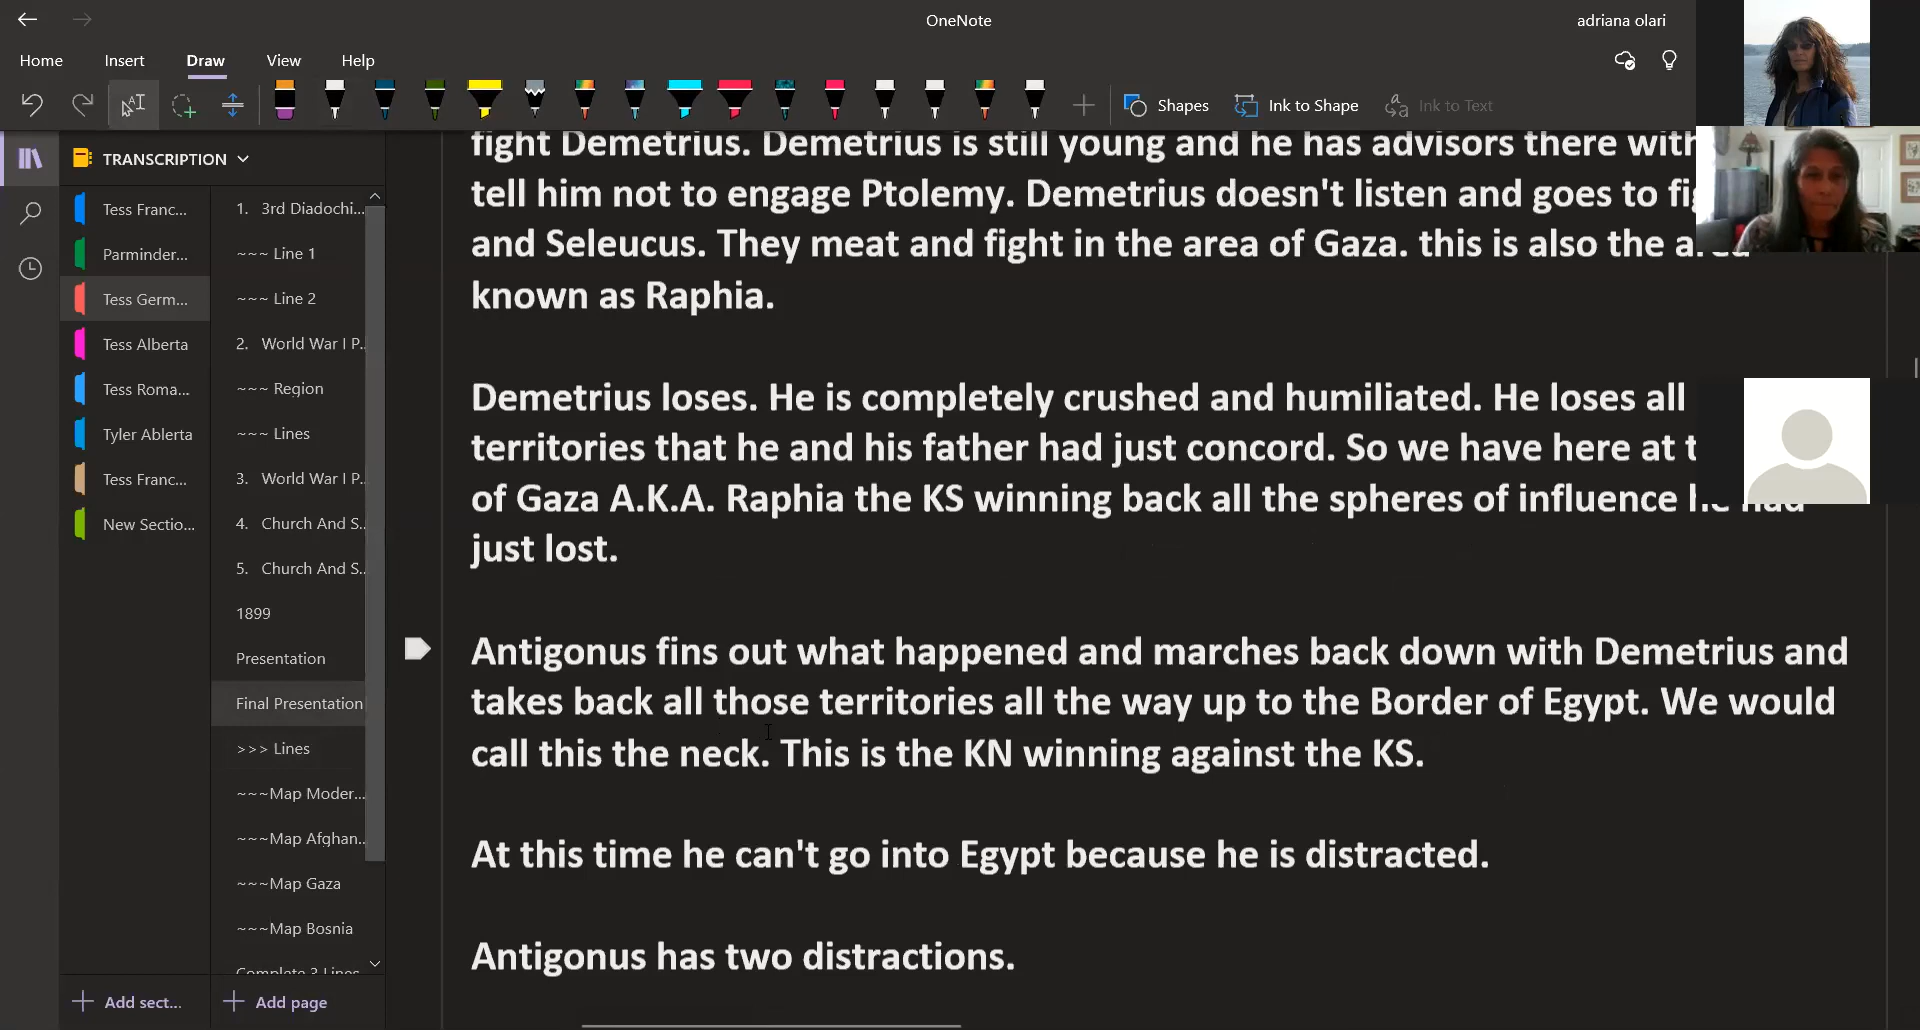 OneNote
adriana olari
Home
Insert
Draw
View
Help
Shapes
Ink to Shape
Ink to Text
TRANSCRIPTION
Tess Franc...
Parminder...
Tess Germ...
Tess Alberta
Tess Roma...
Tyler Ablerta
Tess Franc...
New Sectio...
Add sect...
1. 3rd Diadochi...
~~~ Line 1
~~~ Line 2
2. World War I P...
~~~ Region
~~~ Lines
3. World War I P...
4. Church And S...
5. Church And S...
1899
Presentation
Final Presentation
>>> Lines
~~~Map Moder...
~~~Map Afghan...
~~~Map Gaza
~~~Map Bosnia
Complete 3 Lines
Add page
fight Demetrius. Demetrius is still young and he has advisors there with
tell him not to engage Ptolemy. Demetrius doesn't listen and goes to
and Seleucus. They meat and fight in the area of Gaza. this is also the area
known as Raphia.
Demetrius loses. He is completely crushed and humiliated. He loses all
territories that he and his father had just concord. So we have here at
of Gaza A.K.A. Raphia the KS winning back all the spheres of influence he had
just lost.
Antigonus fins out what happened and marches back down with Demetrius and
takes back all those territories all the way up to the Border of Egypt. We would
call this the neck. This is the KN winning against the KS.
At this time he can't go into Egypt because he is distracted.
Antigonus has two distractions.